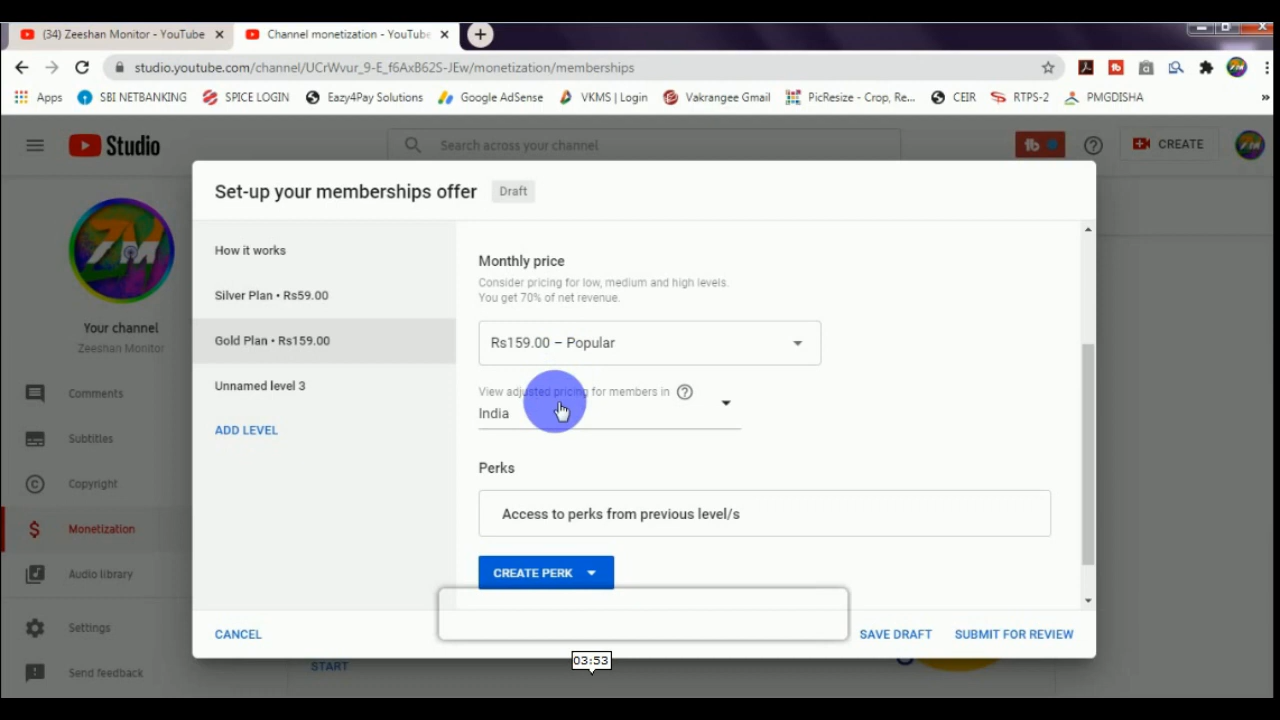 (34) Zeeshan Monitor - YouTube
Channel monetization - YouTube
studio.youtube.com/channel/UCrWvur_9-E_f6AxB62S-JEw/monetization/memberships
Apps SBI NETBANKING SPICE LOGIN Eazy4Pay Solutions Google AdSense VKMS | Login Vakrangee Gmail PicResize - Crop, Re... CEIR RTPS-2 PMGDISHA »
Studio
Search across your channel
CREATE
Set-up your memberships offer
Draft
ZM
Your channel
Zeeshan Monitor
Comments
Subtitles
Copyright
Monetization
Audio library
Settings
Send feedback
How it works
Silver Plan • Rs59.00
Gold Plan • Rs159.00
Unnamed level 3
ADD LEVEL
Monthly price
Consider pricing for low, medium and high levels.
You get 70% of net revenue.
Rs159.00 – Popular
View adjusted pricing for members in
India
Perks
Access to perks from previous level/s
CREATE PERK
CANCEL
SAVE DRAFT
SUBMIT FOR REVIEW
START
03:53